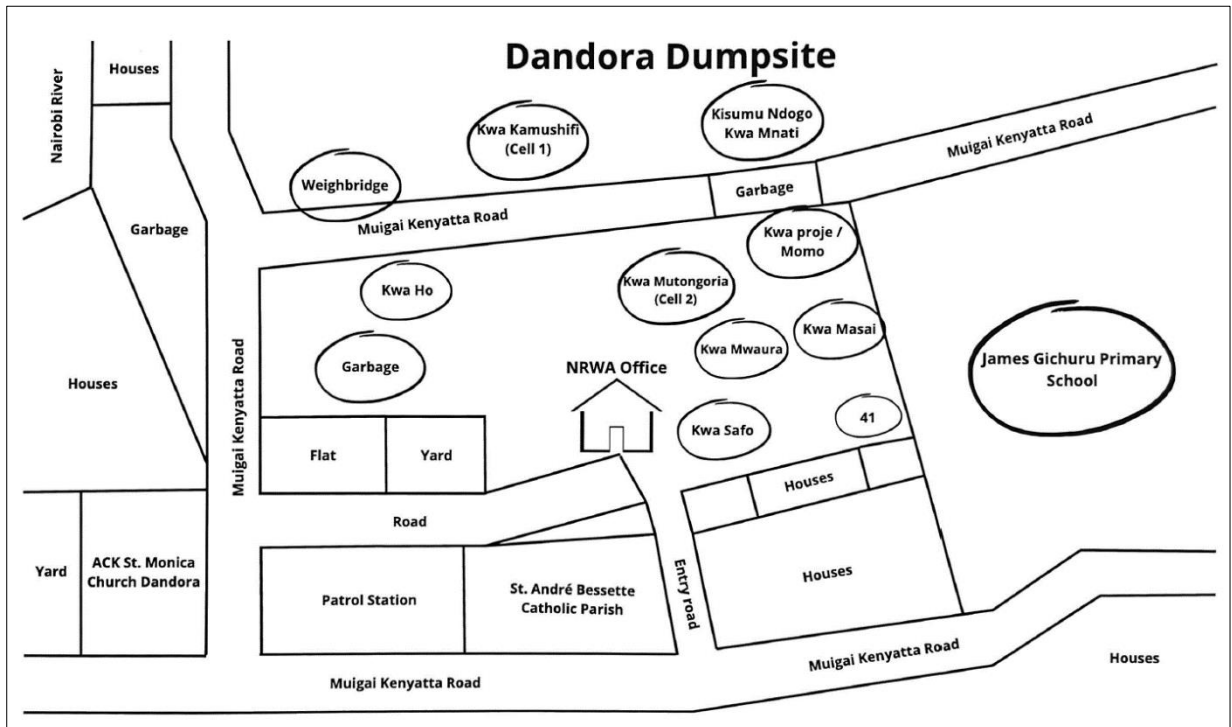 Dandora Dumpsite
Nairobi River
Houses
Kwa Kamushifi
(Cell 1)
Kisumu Ndogo
Kwa Mnati
Muigai Kenyatta Road
Weighbridge
Garbage
Muigai Kenyatta Road
Garbage
Kwa proje /
Momo
Kwa Ho
Kwa Mutongoria
(Cell 2)
Kwa Mwaura
Kwa Masai
James Gichuru Primary
School
Garbage
NRWA Office
Houses
Muigai Kenyatta Road
Kwa Safo
41
Flat
Yard
Houses
Road
Yard
ACK St. Monica
Church Dandora
Patrol Station
St. André Bessette
Catholic Parish
Entry road
Houses
Muigai Kenyatta Road
Muigai Kenyatta Road
Houses